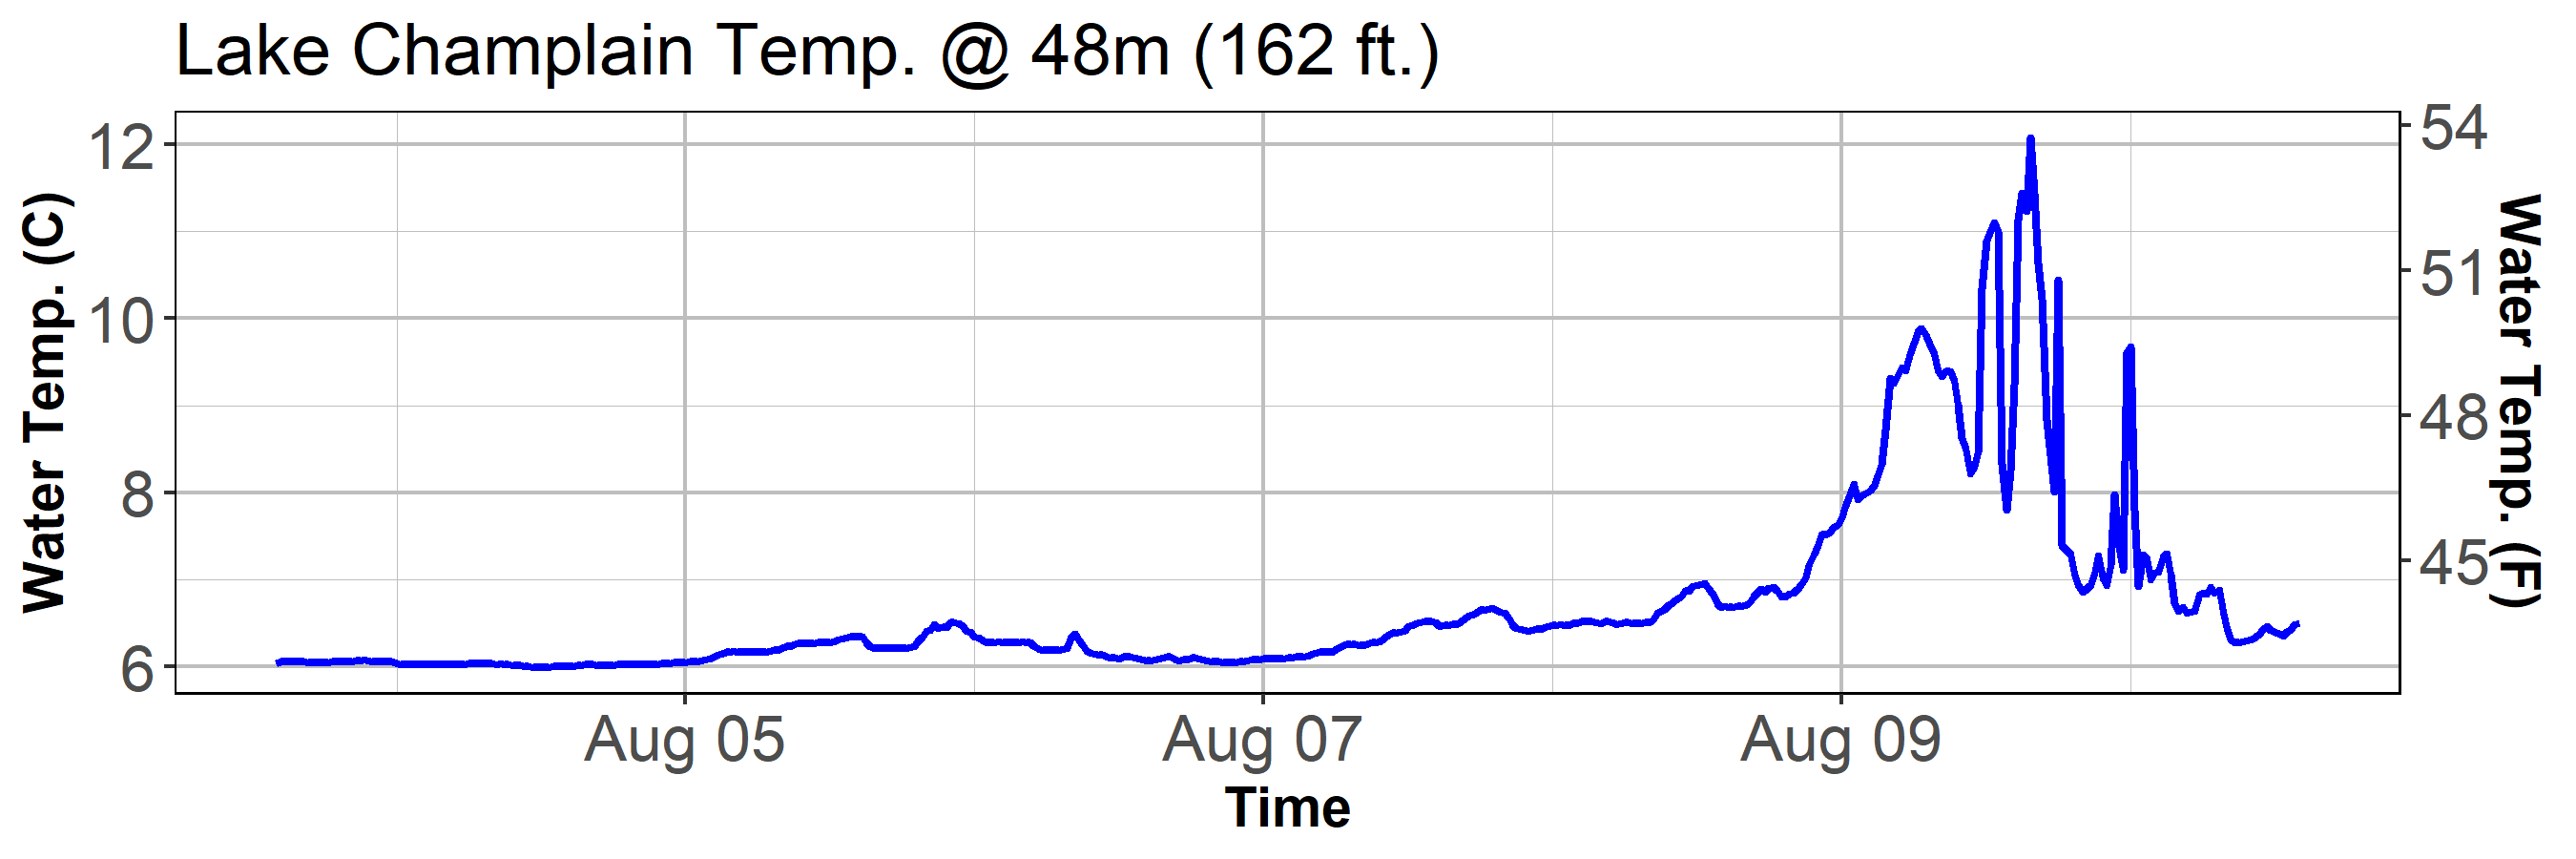 Lake Champlain Temp. @ 48m (162 ft.)
Water Temp. (C)
12
10
8
6
54
51
48
45
Water Temp. (F)
Aug 05
Aug 07
Aug 09
Time